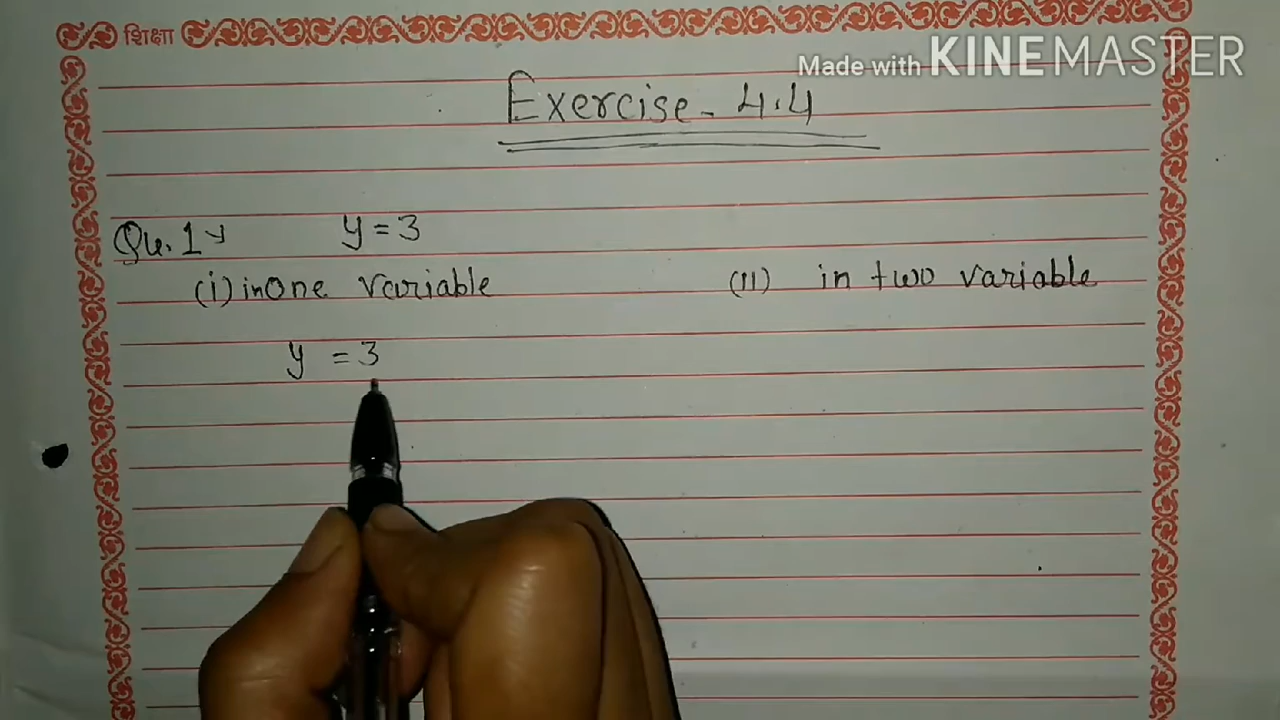 शिक्षा
Made with KINEMASTER
Exercise - 4.4
Qu. 1 y = 3
(i) in One variable (II) in two variable
y = 3